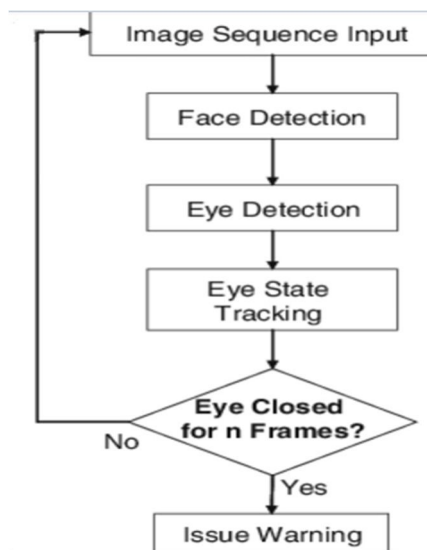 Image Sequence Input
Face Detection
Eye Detection
Eye State
Tracking
Eye Closed
for n Frames?
No
Yes
Issue Warning